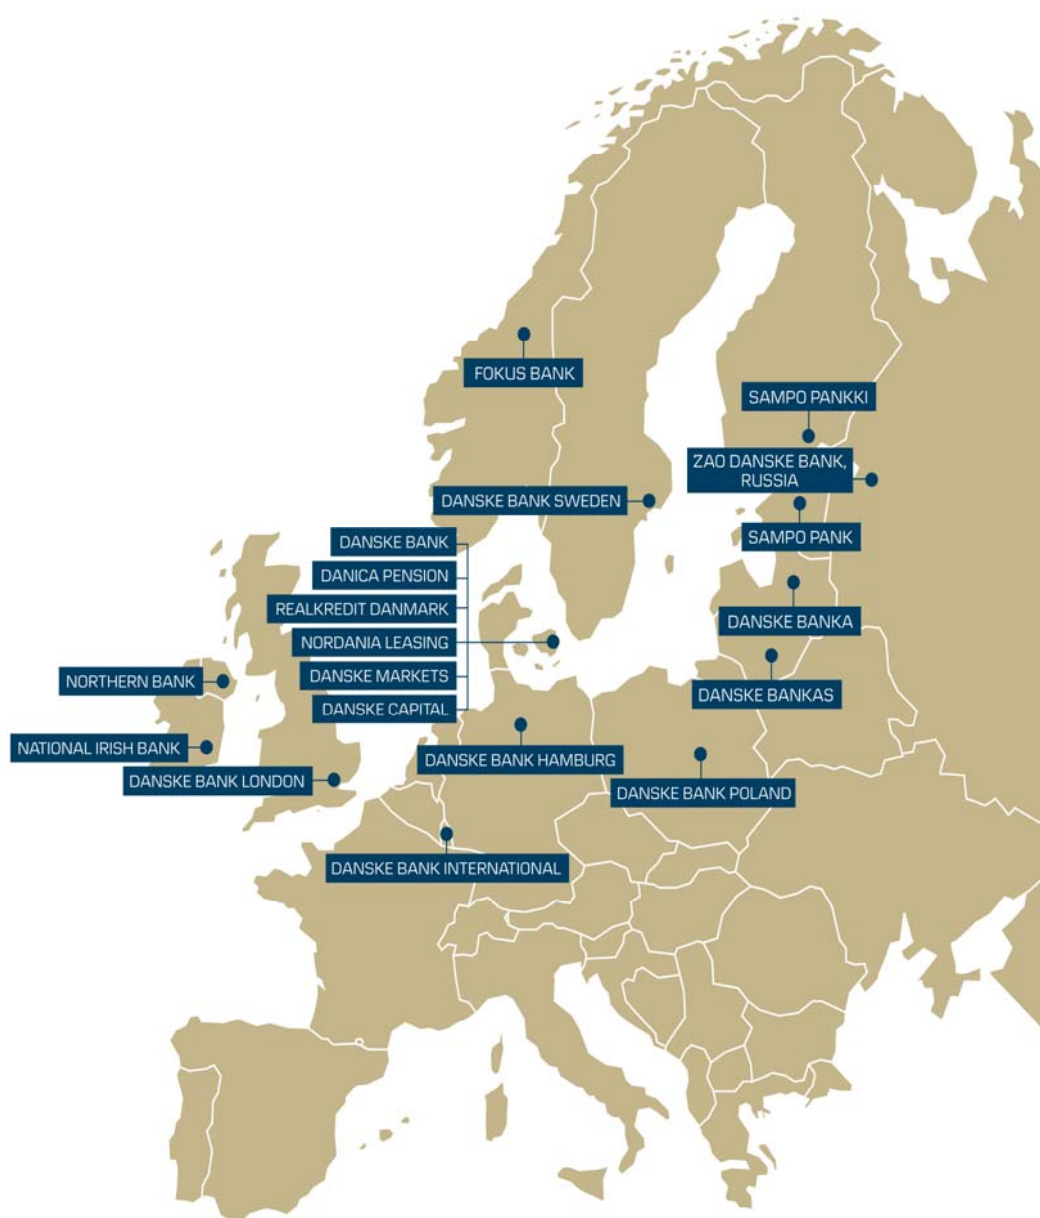 FOKUS BANK
SAMPO PANKKI
ZAO DANSKE BANK,
RUSSIA
DANSKE BANK SWEDEN
SAMPO PANK
DANSKE BANK
DANICA PENSION
REALKREDIT DANMARK
NORDANIA LEASING
DANSKE MARKETS
DANSKE CAPITAL
DANSKE BANKA
DANSKE BANKAS
NORTHERN BANK
NATIONAL IRISH BANK
DANSKE BANK LONDON
DANSKE BANK HAMBURG
DANSKE BANK POLAND
DANSKE BANK INTERNATIONAL